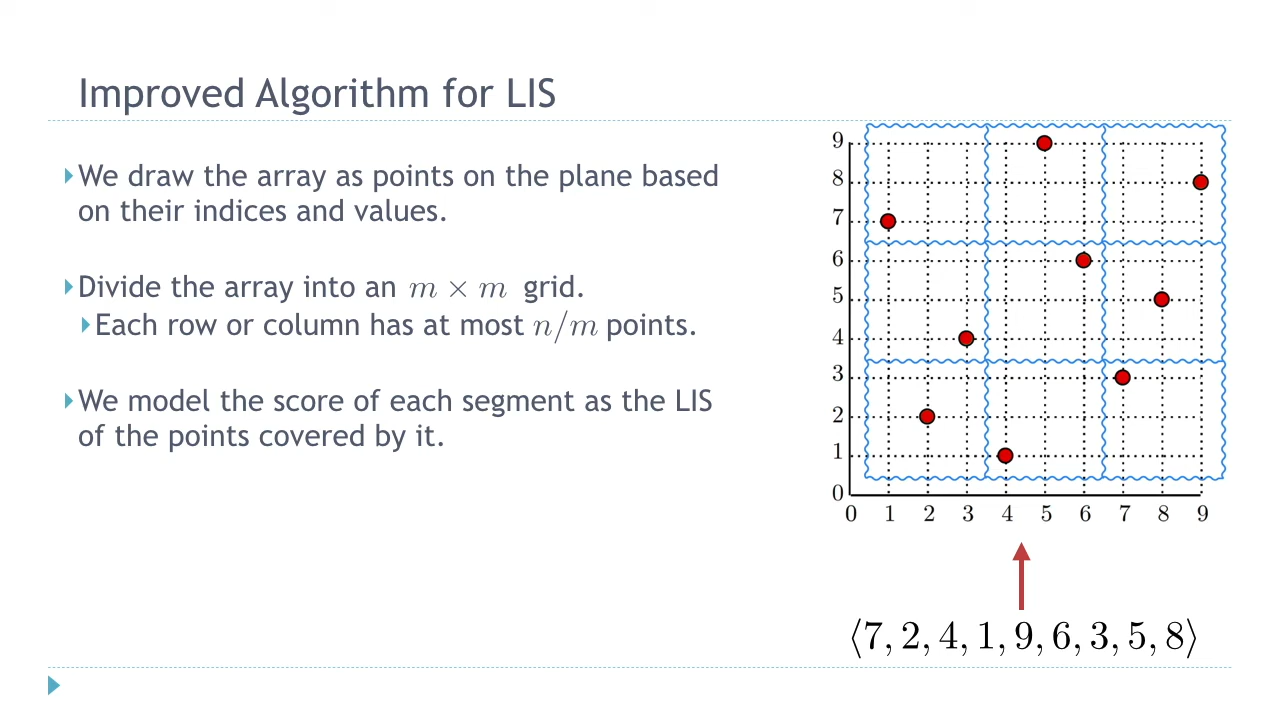 Improved Algorithm for LIS
We draw the array as points on the plane based
on their indices and values.
Divide the array into an m × m grid.
Each row or column has at most n/m points.
We model the score of each segment as the LIS
of the points covered by it.
9
8
7
6
5
4
3
2
1
0
0 1 2 3 4 5 6 7 8 9
⟨7, 2, 4, 1, 9, 6, 3, 5, 8⟩